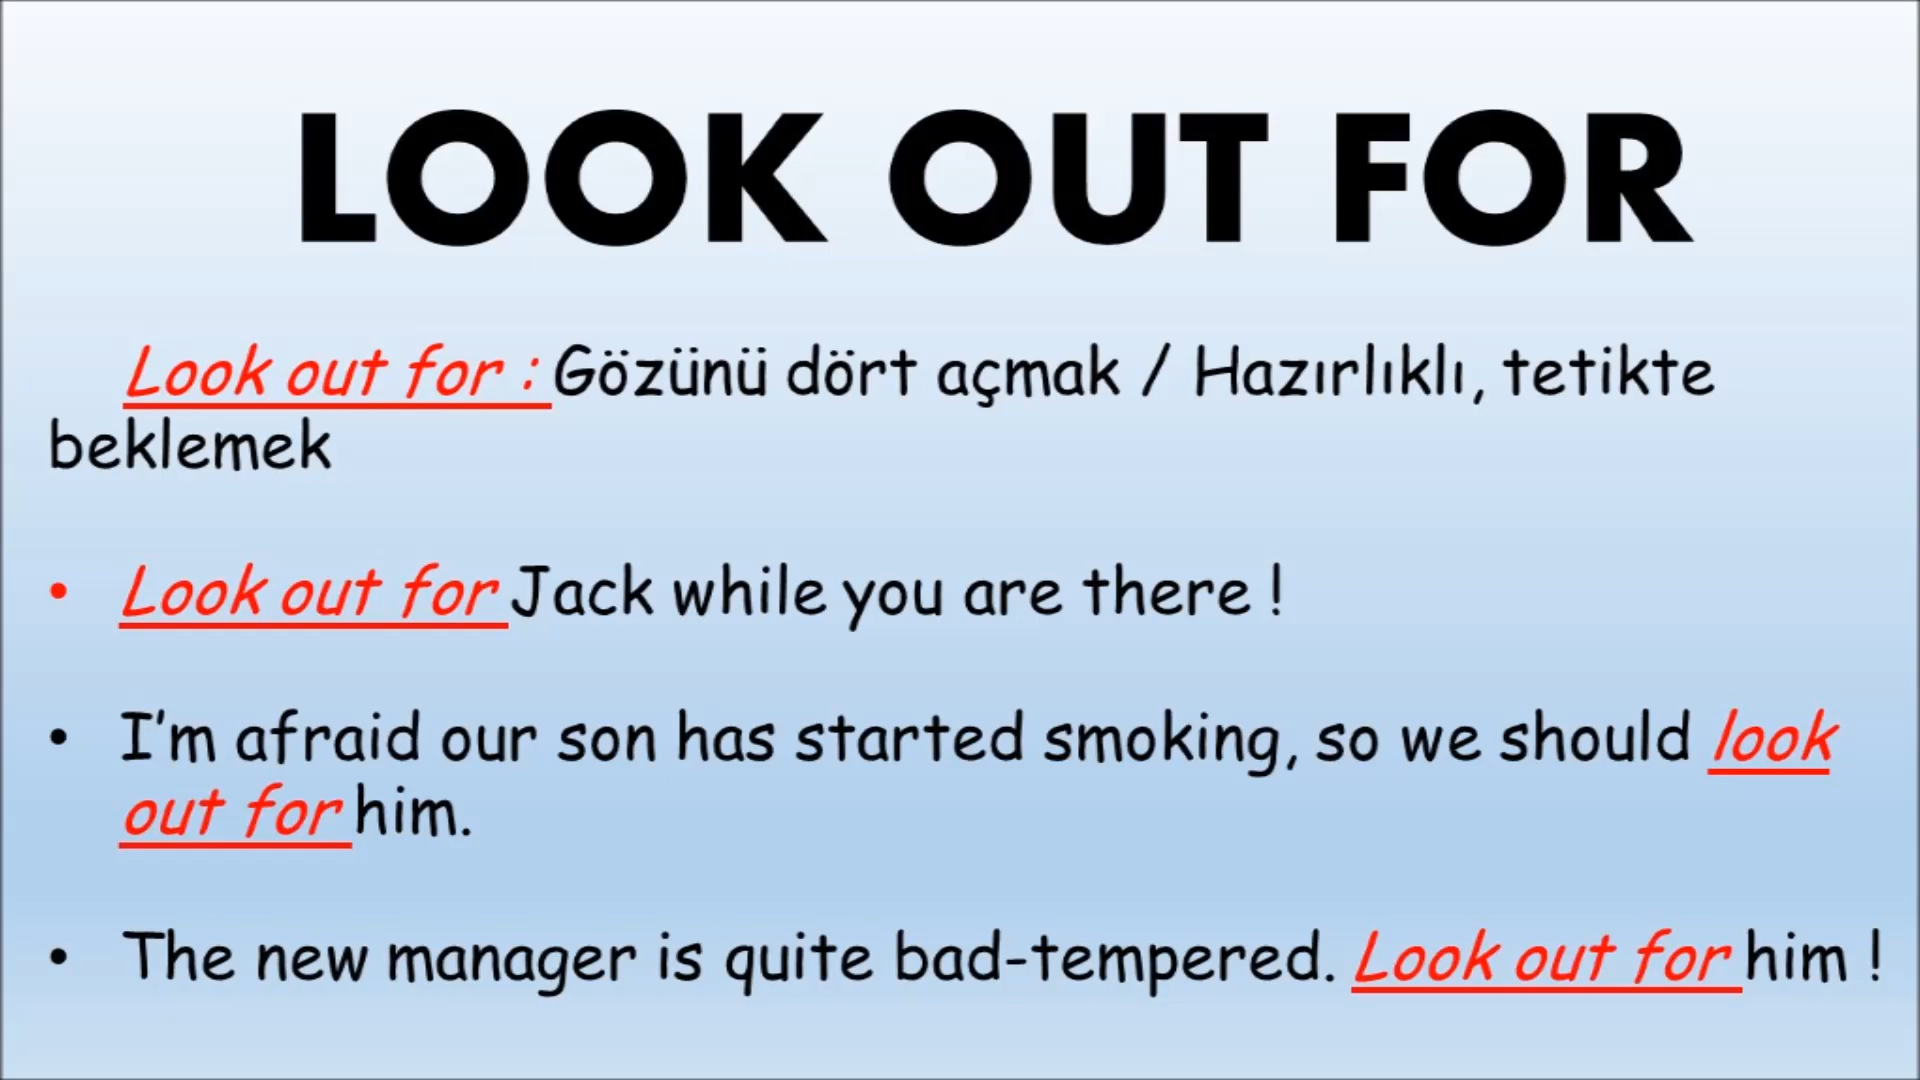 LOOK OUT FOR
Look out for : Gözünü dört açmak / Hazırlıklı, tetikte
beklemek
• Look out for Jack while you are there !
• I'm afraid our son has started smoking, so we should look
out for him.
• The new manager is quite bad-tempered. Look out for him !